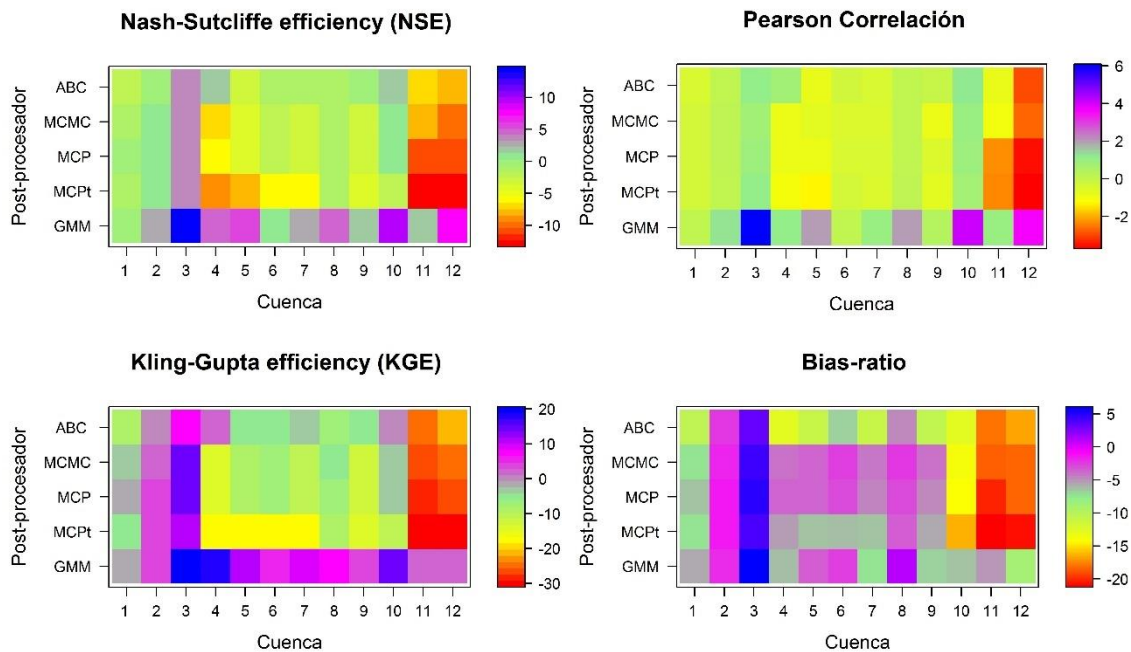 Nash-Sutcliffe efficiency (NSE)
Post-procesador
ABC
MCMC
MCP
MCPt
GMM
1 2 3 4 5 6 7 8 9 10 11 12
Cuenca
10
5
0
-5
-10
Pearson Correlación
Post-procesador
ABC
MCMC
MCP
MCPt
GMM
1 2 3 4 5 6 7 8 9 10 11 12
Cuenca
6
4
2
0
-2
Kling-Gupta efficiency (KGE)
Post-procesador
ABC
MCMC
MCP
MCPt
GMM
1 2 3 4 5 6 7 8 9 10 11 12
Cuenca
20
10
0
-10
-20
-30
Bias-ratio
Post-procesador
ABC
MCMC
MCP
MCPt
GMM
1 2 3 4 5 6 7 8 9 10 11 12
Cuenca
5
0
-5
-10
-15
-20